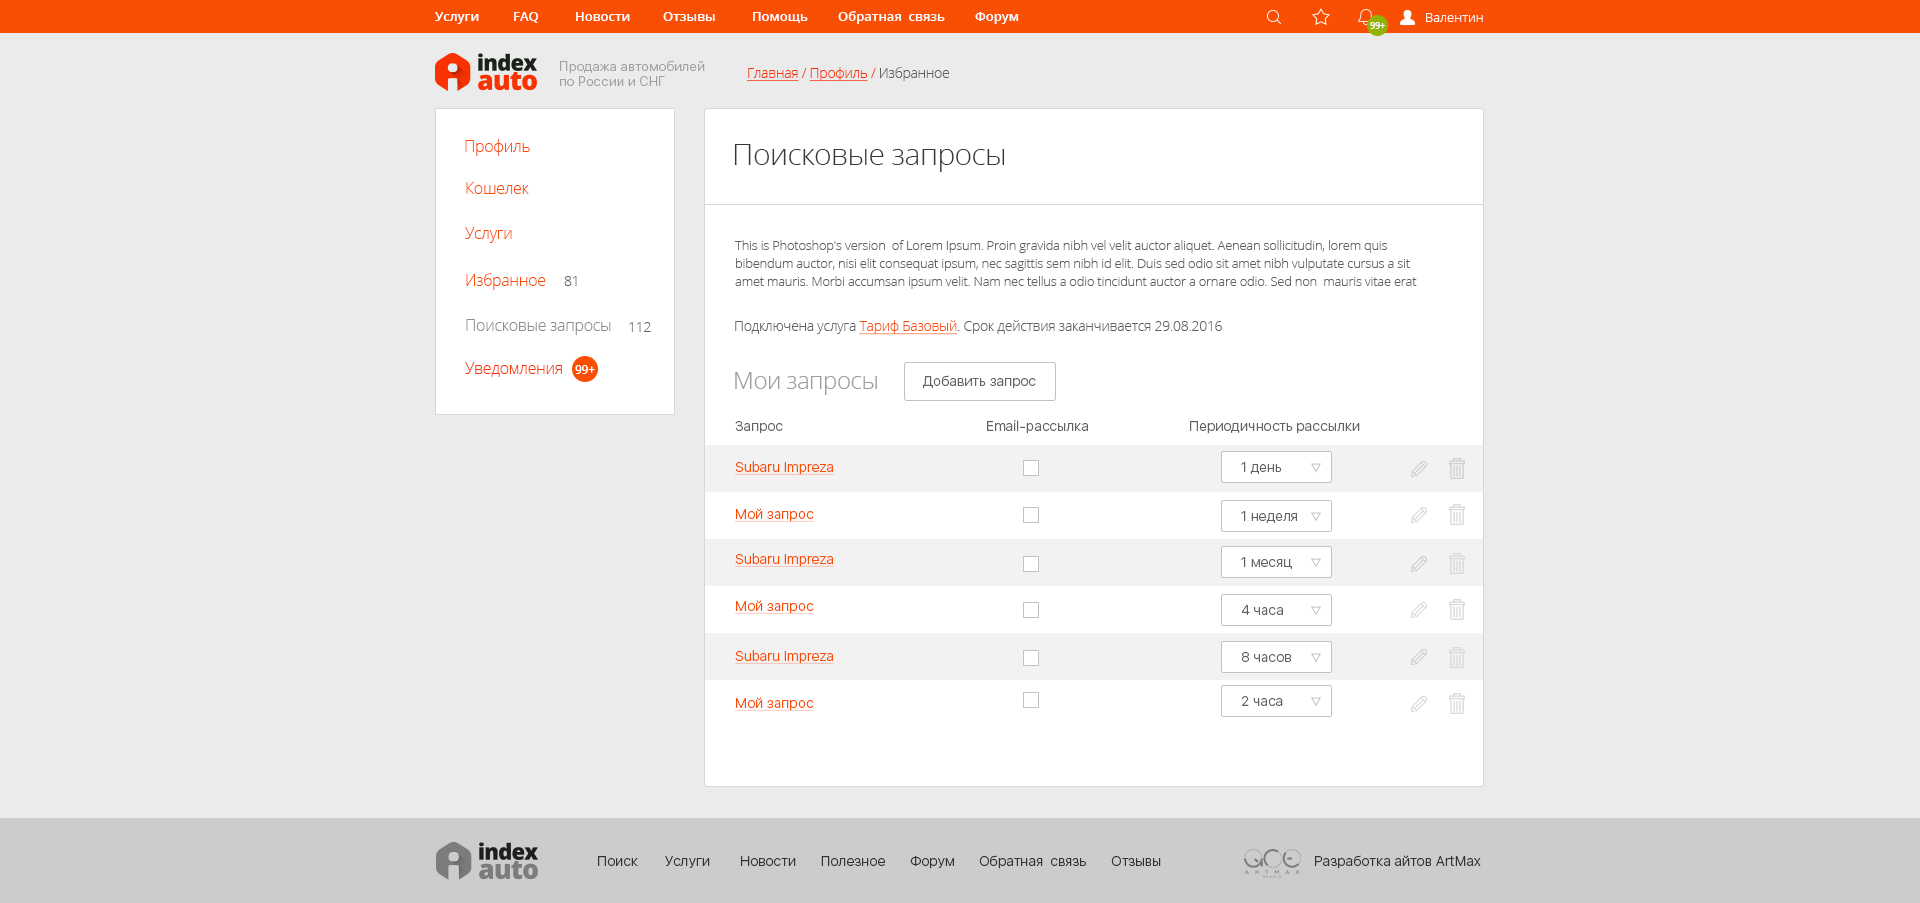 Услуги FAQ Новости Отзывы Помощь Обратная связь Форум 99+ Валентин
index
auto
Продажа автомобилей
по России и СНГ
Главная / Профиль / Избранное
Профиль
Кошелек
Услуги
Избранное 81
Поисковые запросы 112
Уведомления 99+
Поисковые запросы
This is Photoshop's version of Lorem Ipsum. Proin gravida nibh vel velit auctor aliquet. Aenean sollicitudin, lorem quis
bibendum auctor, nisi elit consequat ipsum, nec sagittis sem nibh id elit. Duis sed odio sit amet nibh vulputate cursus a sit
amet mauris. Morbi accumsan ipsum velit. Nam nec tellus a odio tincidunt auctor a ornare odio. Sed non mauris vitae erat
Подключена услуга Тариф Базовый. Срок действия заканчивается 29.08.2016
Мои запросы Добавить запрос
Запрос Email-рассылка Периодичность рассылки
Subaru Impreza 1 день
Мой запрос 1 неделя
Subaru Impreza 1 месяц
Мой запрос 4 часа
Subaru Impreza 8 часов
Мой запрос 2 часа
index
auto
Поиск Услуги Новости Полезное Форум Обратная связь Отзывы
ARTMAX
Разработка айтов ArtMax